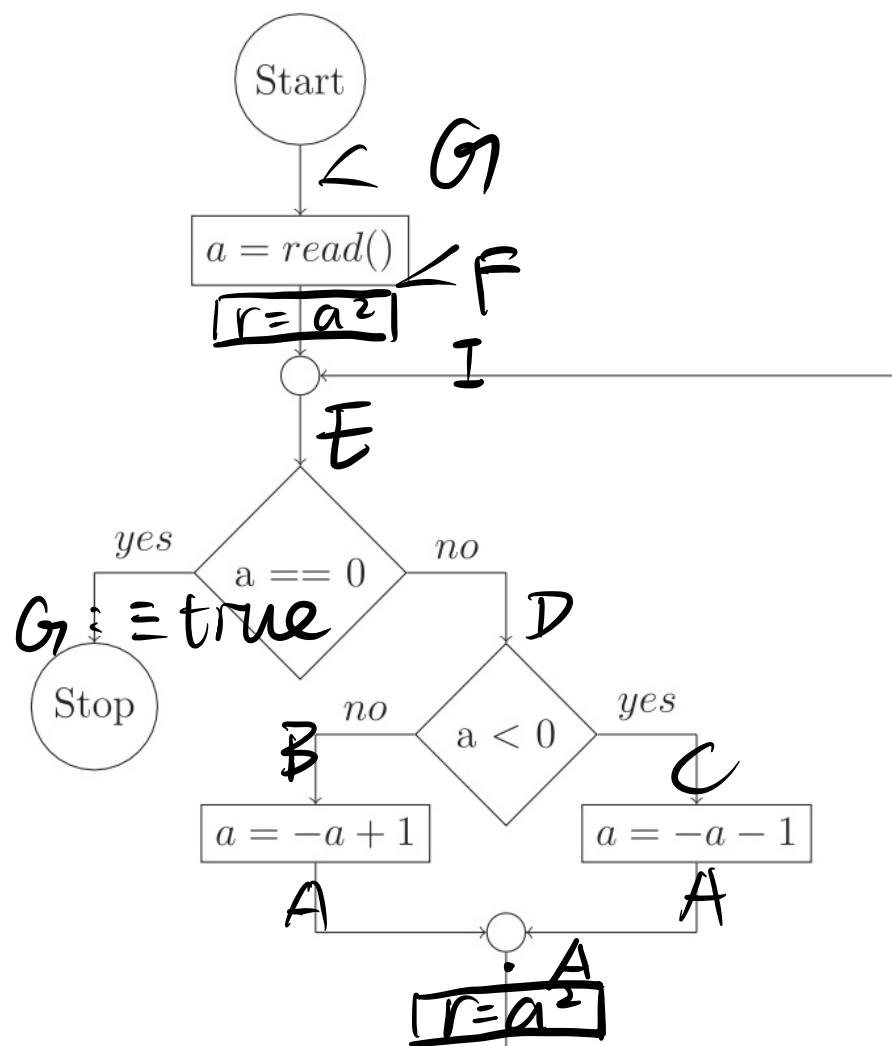 Start
G
a = read()
F
r = a²
I
E
yes
a == 0
no
G :≡ true
D
Stop
no
a < 0
yes
B
C
a = −a + 1
a = −a − 1
A
A
A
r = a²